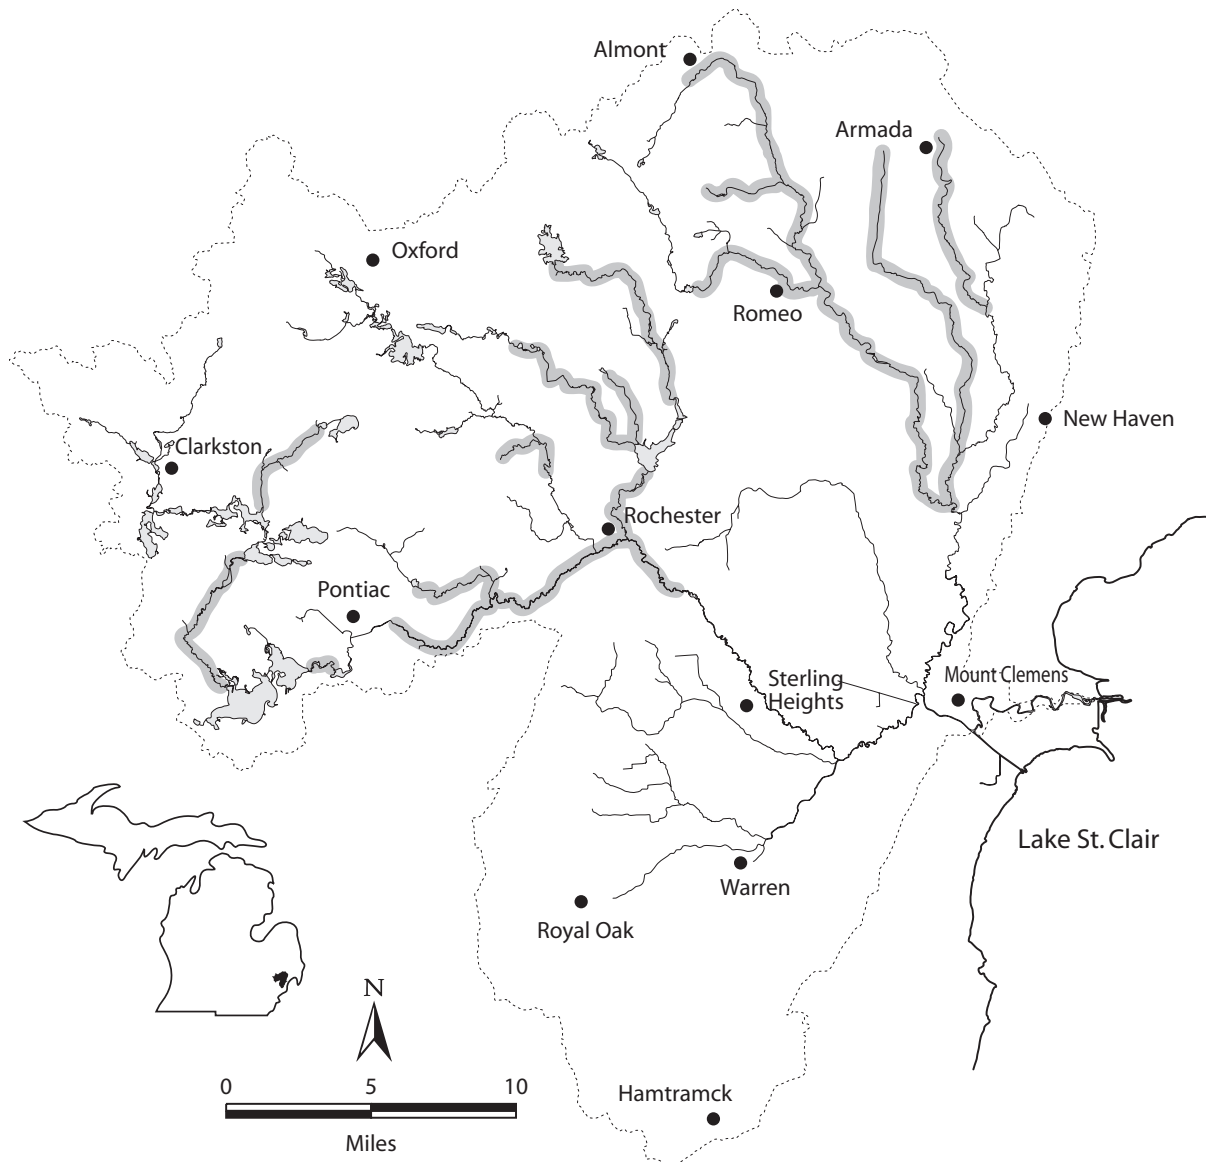 Almont
Armada
Oxford
Romeo
New Haven
Clarkston
Rochester
Pontiac
Mount Clemens
Sterling
Heights
Lake St. Clair
Warren
Royal Oak
N
0 5 10
Miles
Hamtramck